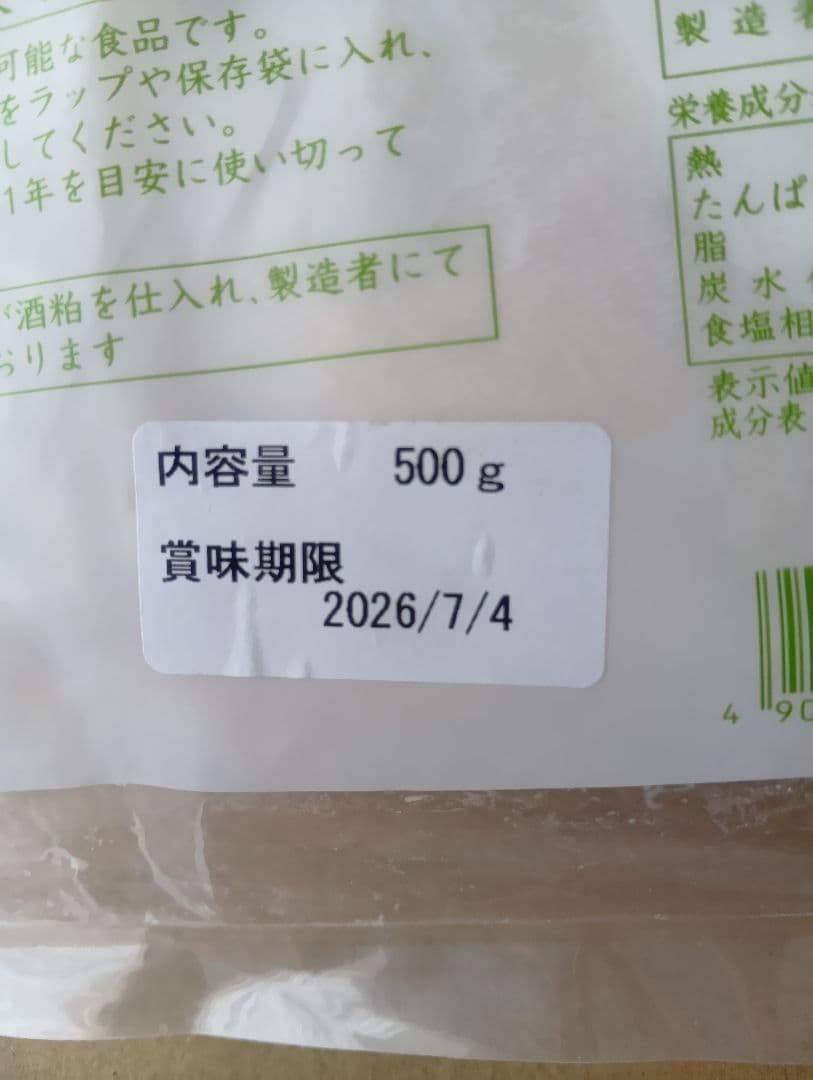 可能な食品です。
をラップや保存袋に入れ、
してください。
1年を目安に使い切って
が酒粕を仕入れ、製造者にて
おります
製造者
栄養成分
熱
たんぱ
脂
炭水
食塩相
表示値
成分表
内容量 500g
賞味期限
2026/7/4
4 90